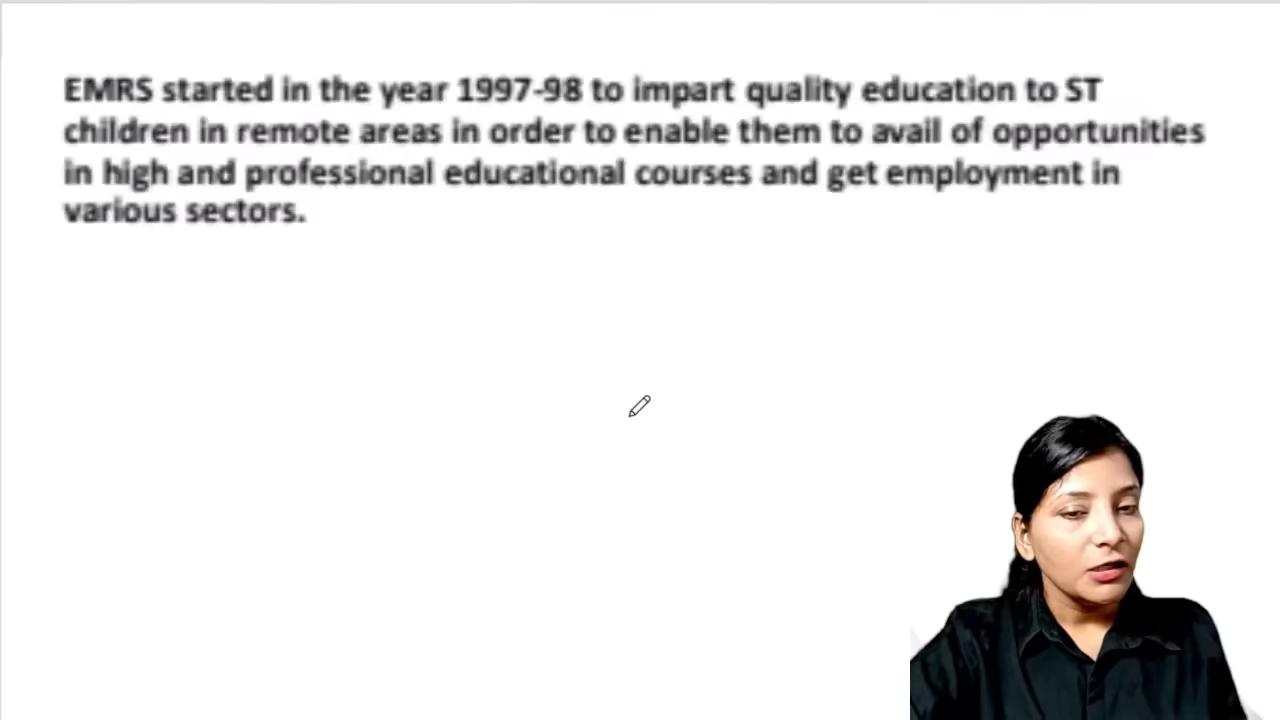 EMRS started in the year 1997-98 to impart quality education to ST
children in remote areas in order to enable them to avail of opportunities
in high and professional educational courses and get employment in
various sectors.